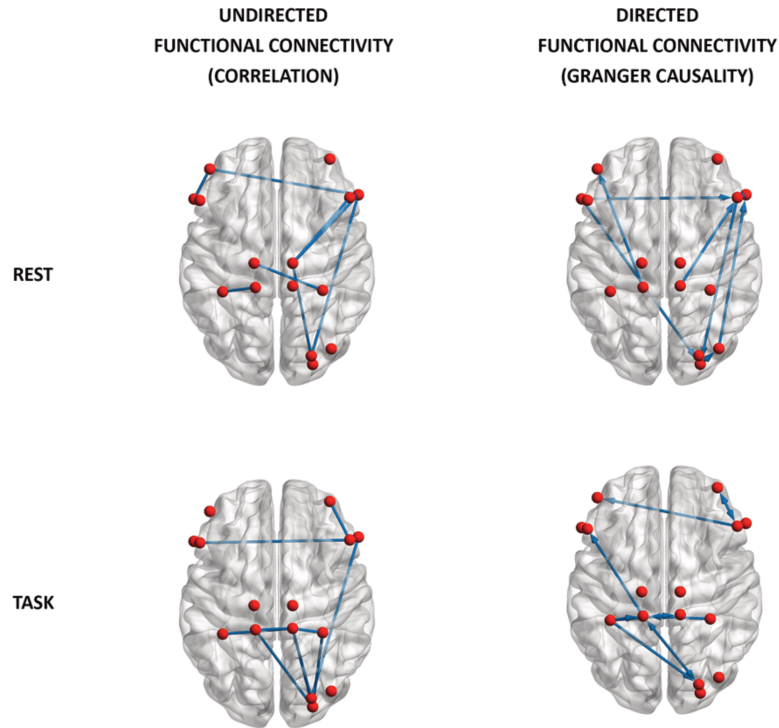 UNDIRECTED
FUNCTIONAL CONNECTIVITY
(CORRELATION)
DIRECTED
FUNCTIONAL CONNECTIVITY
(GRANGER CAUSALITY)
REST
TASK